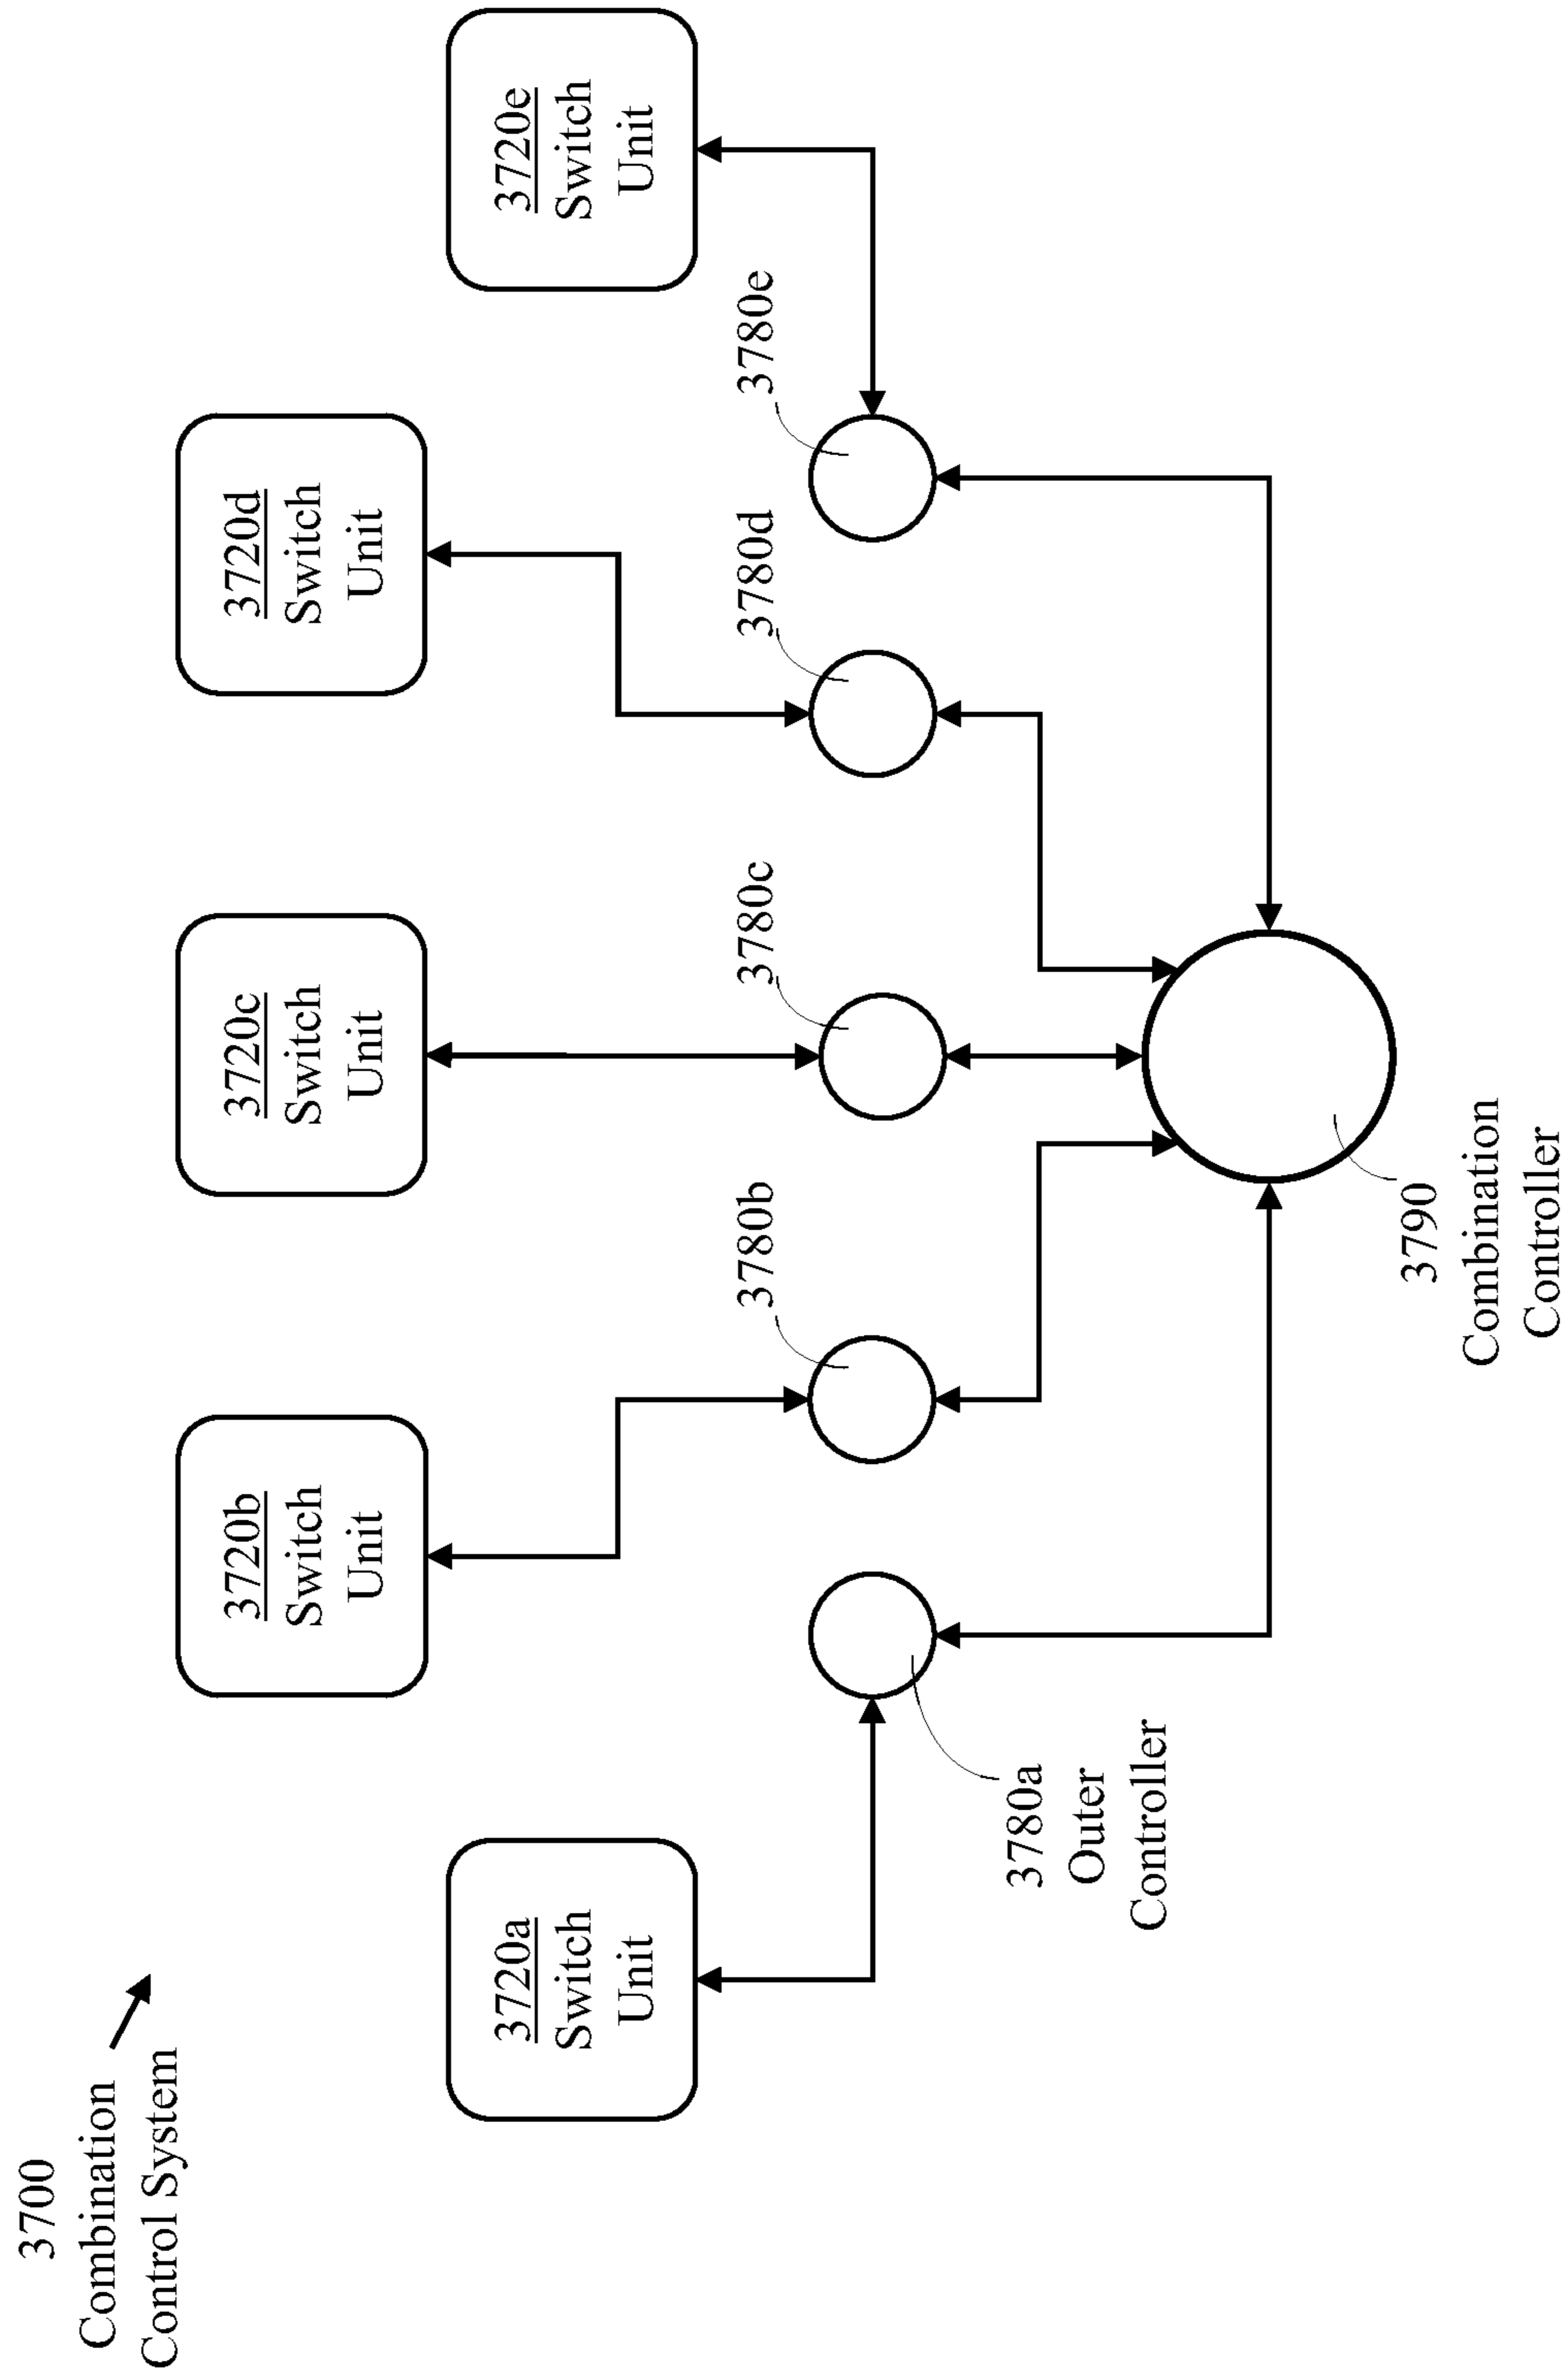 3700
Combination
Control System
3720a
Switch
Unit
3720b
Switch
Unit
3720c
Switch
Unit
3720d
Switch
Unit
3720e
Switch
Unit
3780a
Outer
Controller
3780b
3780c
3780d
3780e
3790
Combination
Controller